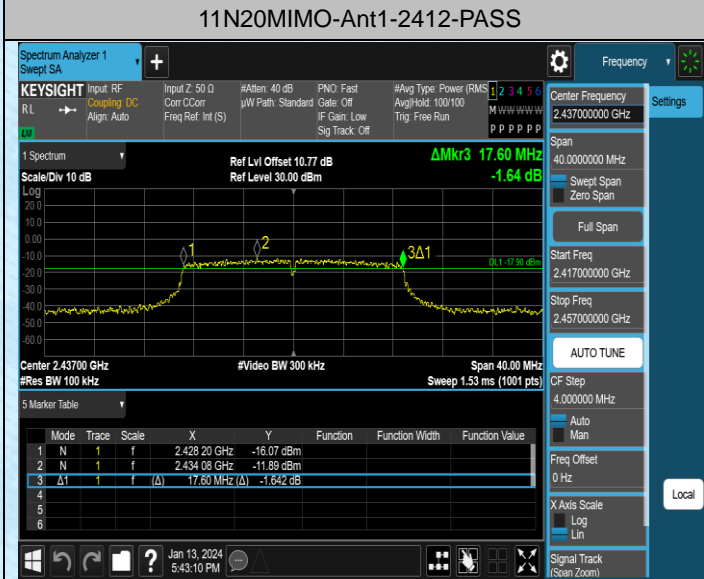 11N20MIMO-Ant1-2412-PASS
Spectrum Analyzer 1
Swept SA
+
Frequency
KEYSIGHT
Input: RF
Input Z: 50 Ω
#Atten: 40 dB
PNO: Fast
#Avg Type: Power (RMS
1 2 3 4 5 6
RL
Coupling: DC
Corr CCorr
µW Path: Standard
Gate: Off
Avg|Hold: 100/100
M W W W W W
Align: Auto
Freq Ref: Int (S)
IF Gain: Low
Trig: Free Run
Sig Track: Off
P P P P P P
LXI
Center Frequency
2.437000000 GHz
Settings
Span
40.0000000 MHz
Swept Span
Zero Span
Full Span
Start Freq
2.417000000 GHz
Stop Freq
2.457000000 GHz
AUTO TUNE
CF Step
4.000000 MHz
Auto
Man
Freq Offset
0 Hz
X Axis Scale
Log
Lin
Signal Track
(Span Zoom)
Local
1 Spectrum
Ref Lvl Offset 10.77 dB
ΔMkr3 17.60 MHz
Scale/Div 10 dB
Ref Level 30.00 dBm
-1.64 dB
Log
20.0
10.0
0.00
-10.0
-20.0
-30.0
-40.0
-50.0
-60.0
1
2
3Δ1
DL1 -17.90 dBm
Center 2.43700 GHz
#Video BW 300 kHz
Span 40.00 MHz
#Res BW 100 kHz
Sweep 1.53 ms (1001 pts)
5 Marker Table
Mode Trace Scale X Y Function Function Width Function Value
1 N 1 f 2.428 20 GHz -16.07 dBm
2 N 1 f 2.434 08 GHz -11.89 dBm
3 Δ1 1 f (Δ) 17.60 MHz (Δ) -1.642 dB
4
5
6
?
Jan 13, 2024
5:43:10 PM